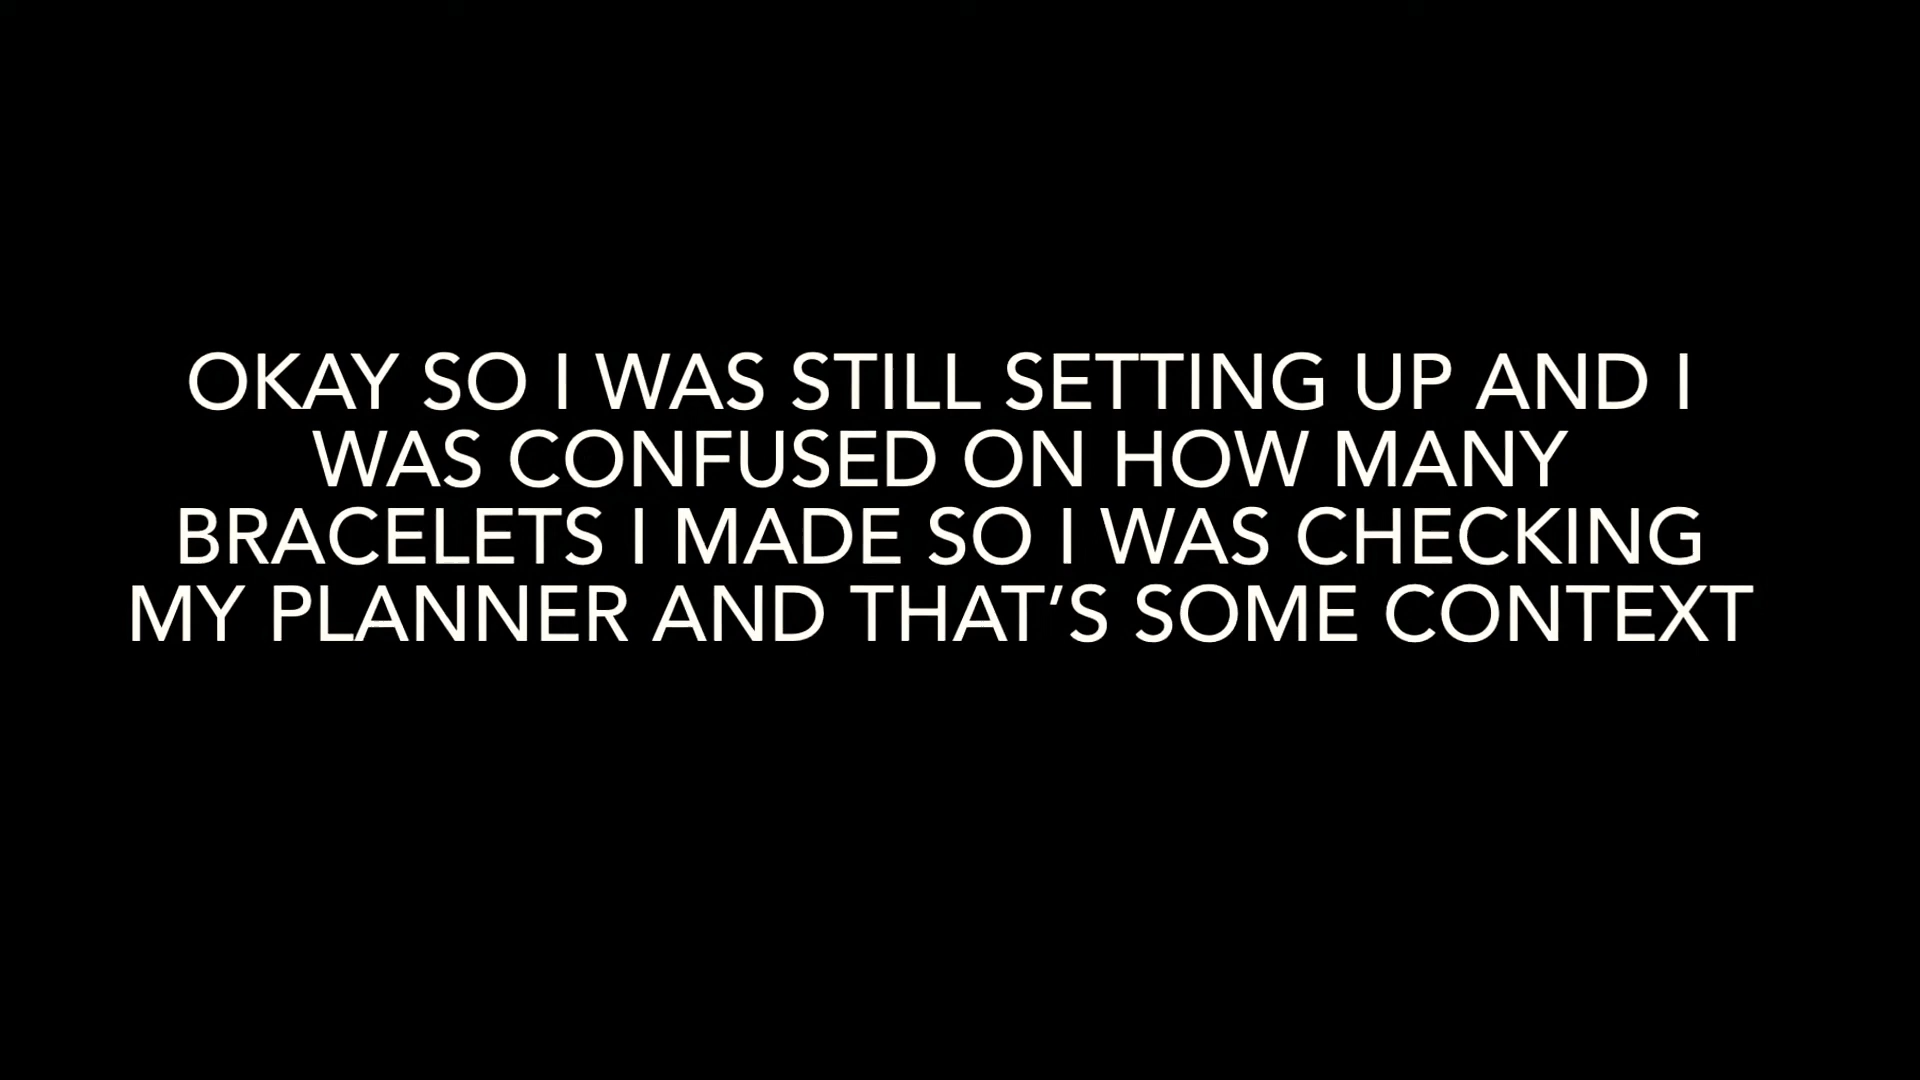 OKAY SO I WAS STILL SETTING UP AND I
WAS CONFUSED ON HOW MANY
BRACELETS I MADE SO I WAS CHECKING
MY PLANNER AND THAT’S SOME CONTEXT